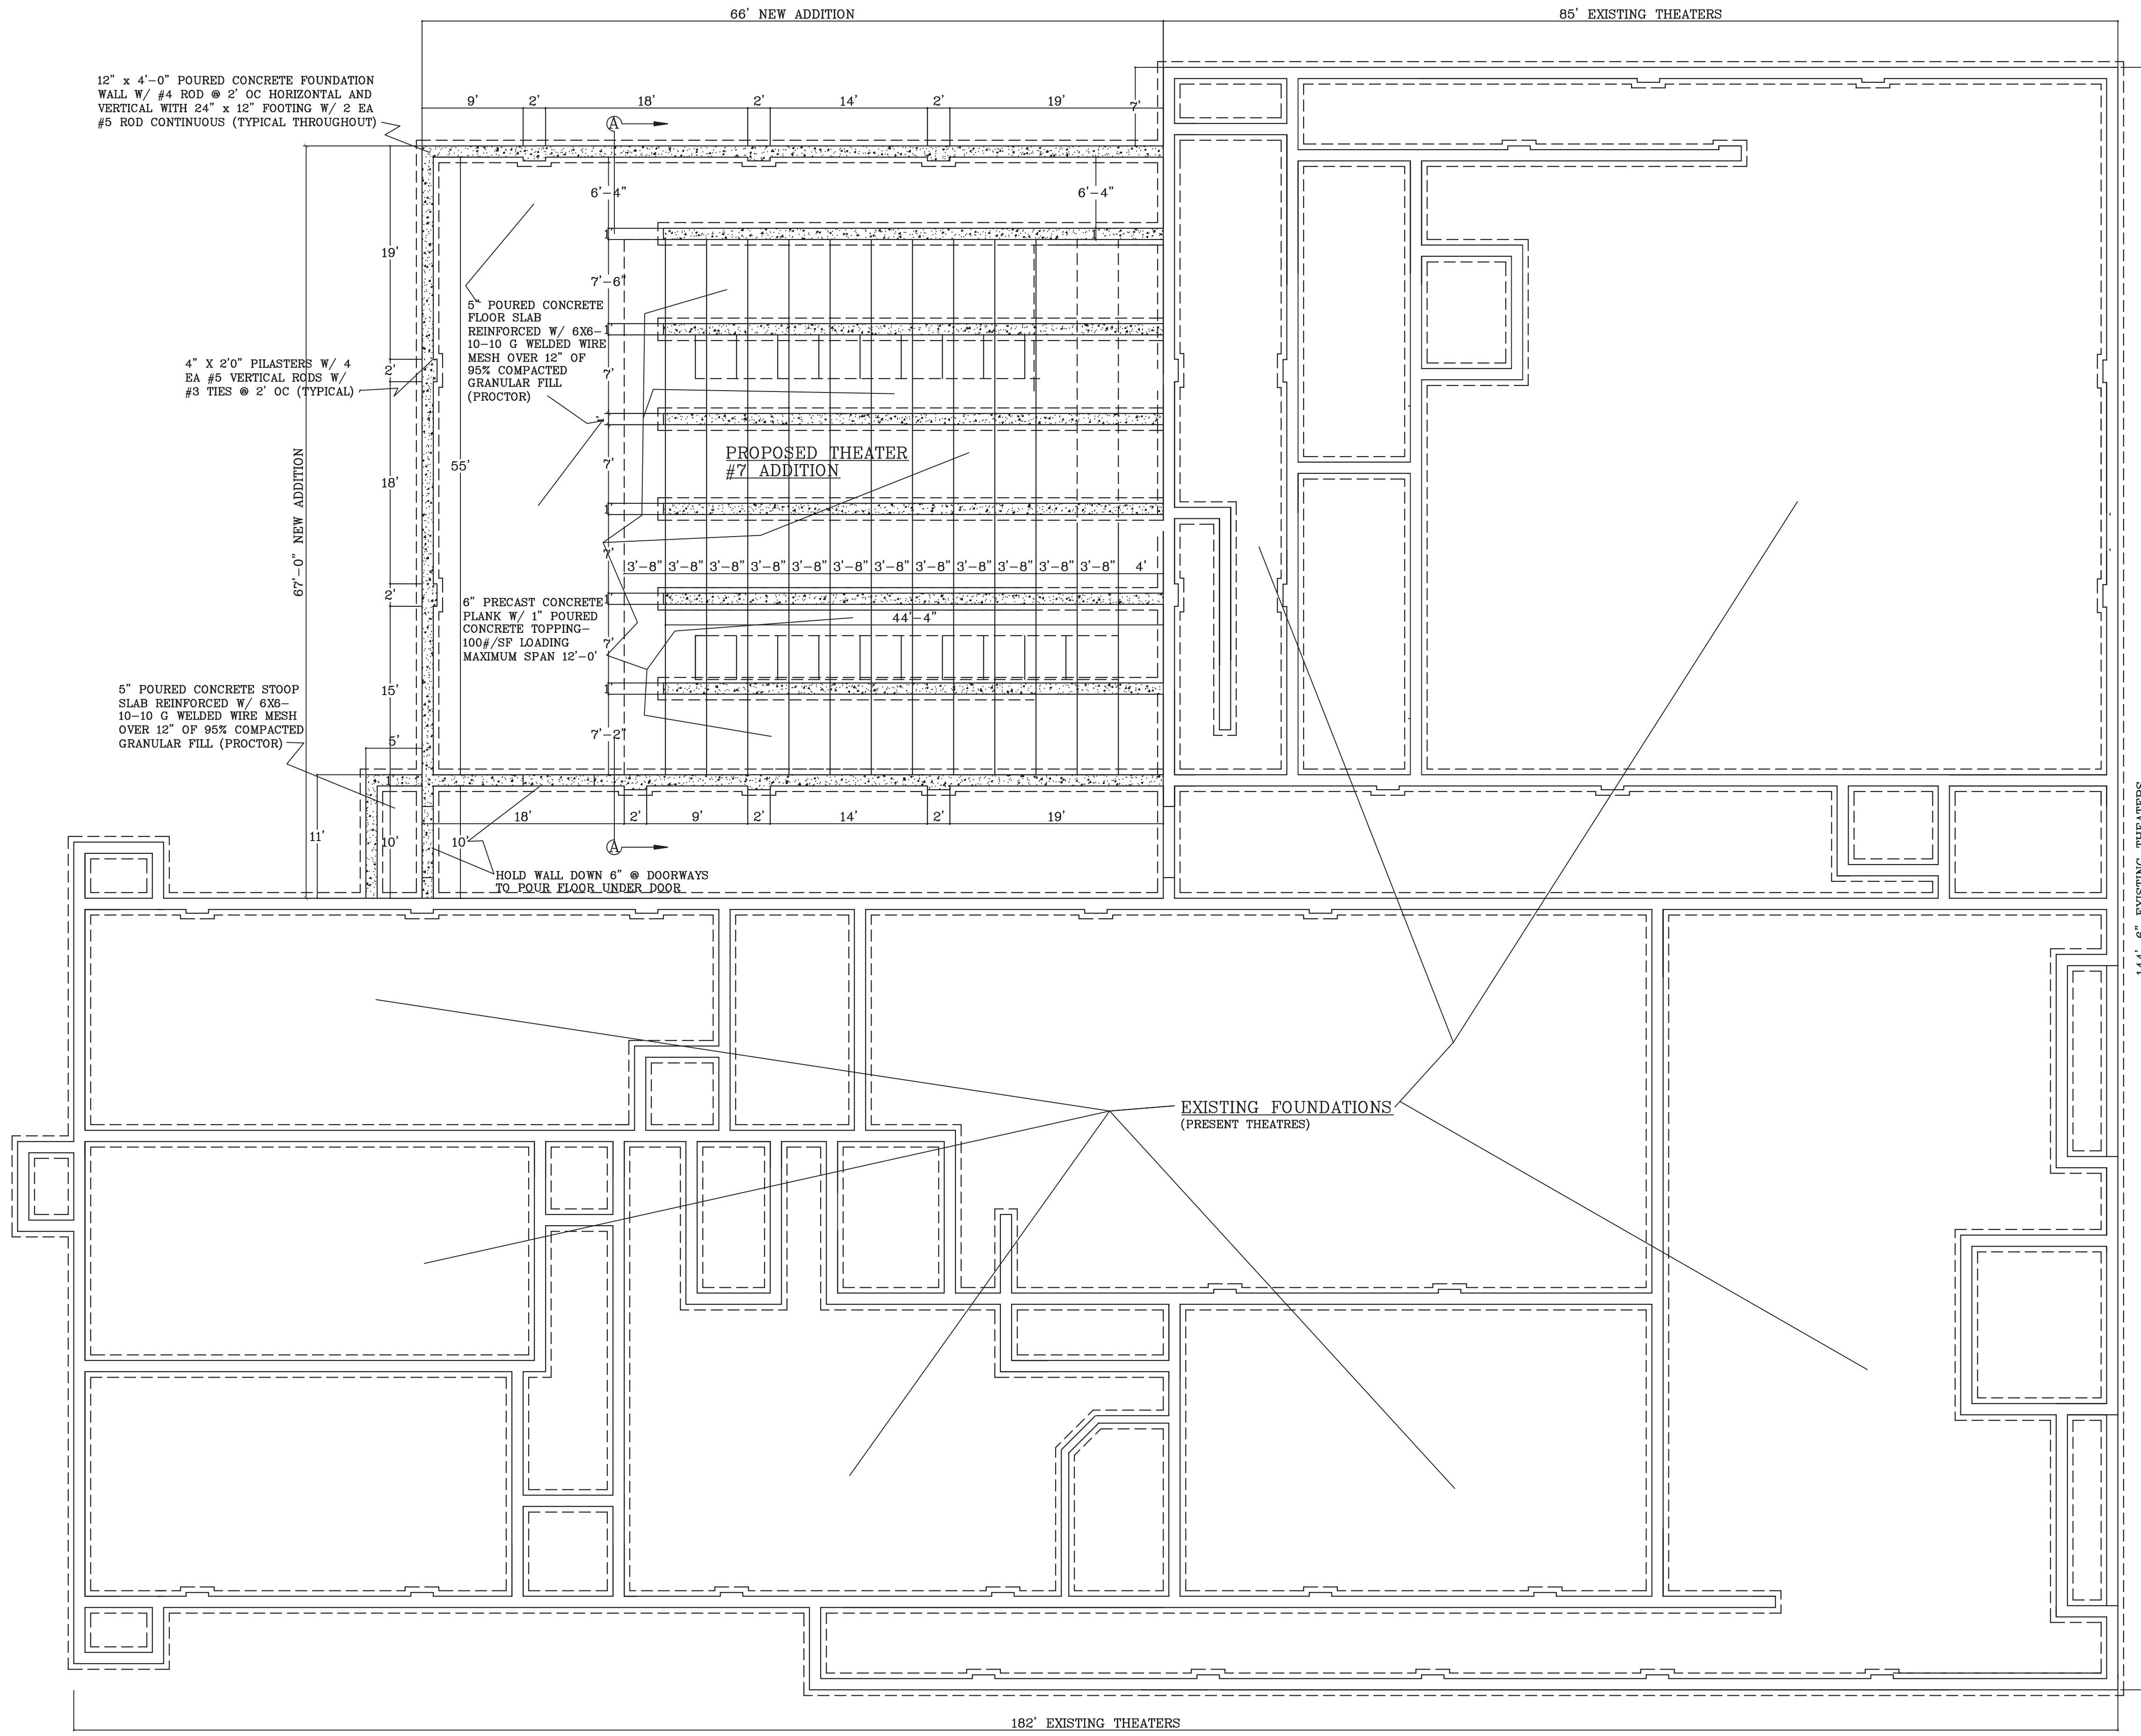 66' NEW ADDITION
85' EXISTING THEATERS
12" x 4'-0" POURED CONCRETE FOUNDATION
WALL W/ #4 ROD @ 2' OC HORIZONTAL AND
VERTICAL WITH 24" x 12" FOOTING W/ 2 EA
#5 ROD CONTINUOUS (TYPICAL THROUGHOUT)
9' 2' 18' 2' 14' 2' 19' 7'
A
6'-4" 6'-4"
19'
1'
7'-6"
5" POURED CONCRETE
FLOOR SLAB
REINFORCED W/ 6X6-
10-10 G WELDED WIRE
MESH OVER 12" OF
95% COMPACTED
GRANULAR FILL
(PROCTOR)
1'
4" X 2'0" PILASTERS W/ 4
EA #5 VERTICAL RODS W/
#3 TIES @ 2' OC (TYPICAL)
2'
7'
67'-0" NEW ADDITION
55'
7'
PROPOSED THEATER
#7 ADDITION
18'
1'
7'
3'-8" 3'-8" 3'-8" 3'-8" 3'-8" 3'-8" 3'-8" 3'-8" 3'-8" 3'-8" 3'-8" 4'
2'
6" PRECAST CONCRETE
PLANK W/ 1" POURED
CONCRETE TOPPING-
100#/SF LOADING
MAXIMUM SPAN 12'-0'
1'
44'-4"
7'
15'
1'
5" POURED CONCRETE STOOP
SLAB REINFORCED W/ 6X6-
10-10 G WELDED WIRE MESH
OVER 12" OF 95% COMPACTED
GRANULAR FILL (PROCTOR)
5'
7'-2"
1'
18' 2' 9' 2' 14' 2' 19'
11' 10' 10'
A
HOLD WALL DOWN 6" @ DOORWAYS
TO POUR FLOOR UNDER DOOR
EXISTING FOUNDATIONS
(PRESENT THEATRES)
182' EXISTING THEATERS